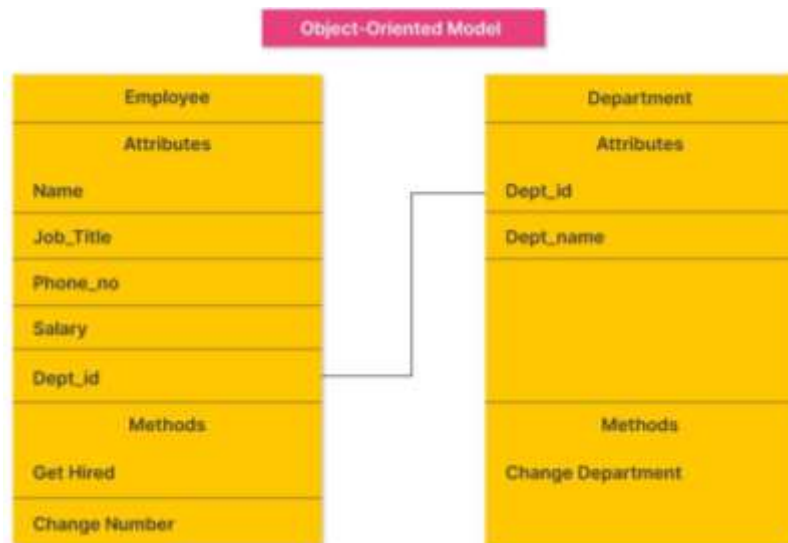 Object-Oriented Model
Employee
Attributes
Name
Job_Title
Phone_no
Salary
Dept_id
Methods
Get Hired
Change Number
Department
Attributes
Dept_id
Dept_name
Methods
Change Department